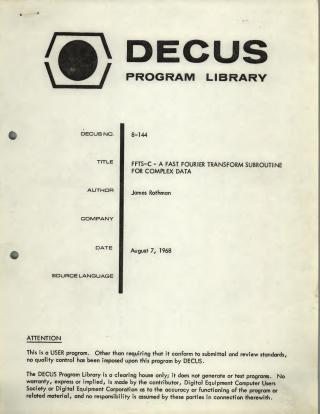 DECUS
PROGRAM LIBRARY
DECUS NO. 8-144
TITLE FFTS-C - A FAST FOURIER TRANSFORM SUBROUTINE
FOR COMPLEX DATA
AUTHOR James Rothman
COMPANY
DATE August 7, 1968
SOURCE LANGUAGE
ATTENTION
This is a USER program. Other than requiring that it conform to submittal and review standards,
no quality control has been imposed upon this program by DECUS.
The DECUS Program Library is a clearing house only; it does not generate or test programs. No
warranty, express or implied, is made by the contributor, Digital Equipment Computer Users
Society or Digital Equipment Corporation as to the accuracy or functioning of the program or
related material, and no responsibility is assumed by these parties in connection therewith.